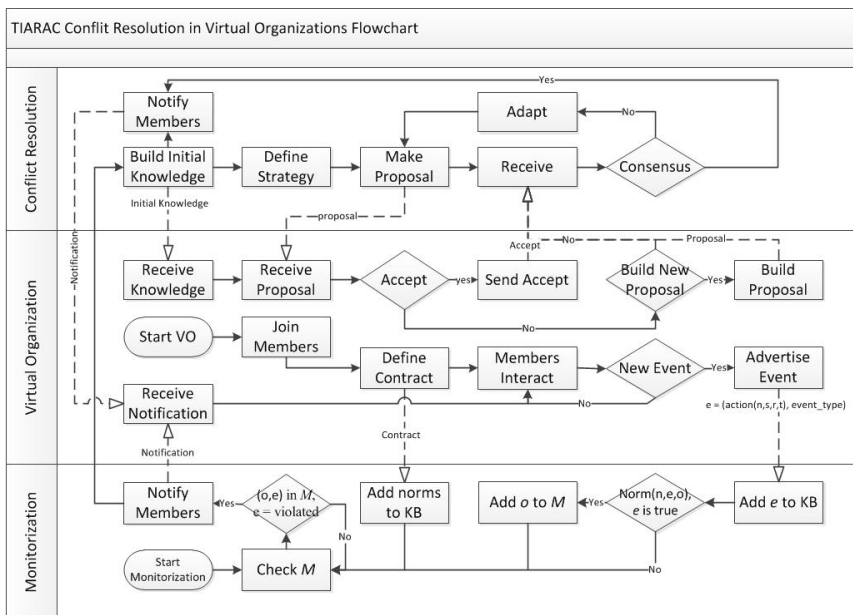 TIARAC Conflit Resolution in Virtual Organizations Flowchart
Conflict Resolution
Yes
Notify
Members
Adapt
No
Build Initial
Knowledge
Define
Strategy
Make
Proposal
Receive
Consensus
Initial Knowledge
proposal
Notification
Virtual Organization
Accept
No
Proposal
Receive
Knowledge
Receive
Proposal
Accept
yes
Send Accept
Build New
Proposal
Yes
Build
Proposal
No
Start VO
Join
Members
Define
Contract
Members
Interact
New Event
Yes
Advertise
Event
Receive
Notification
No
e = (action(n,s,r,t), event_type)
Contract
Notification
Monitorization
Notify
Members
Yes
(o,e) in M,
e = violated
No
Add norms
to KB
Add o to M
Yes
Norm(n,e,o),
e is true
Add e to KB
No
Start
Monitorization
Check M